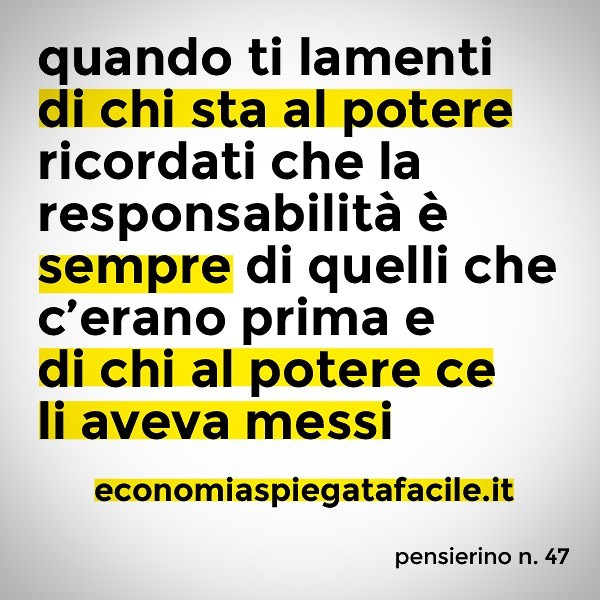 quando ti lamenti
di chi sta al potere
ricordati che la
responsabilità è
sempre di quelli che
c’erano prima e
di chi al potere ce
li aveva messi
economiaspiegatafacile.it
pensierino n. 47